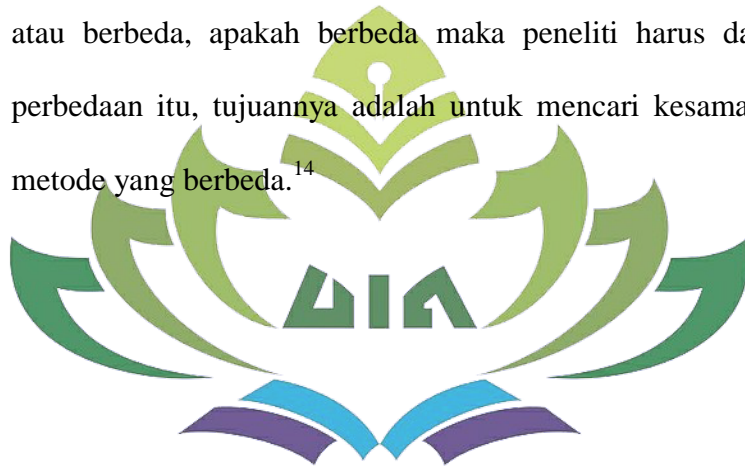 atau berbeda, apakah berbeda maka peneliti harus da
perbedaan itu, tujuannya adalah untuk mencari kesama
metode yang berbeda.¹⁴